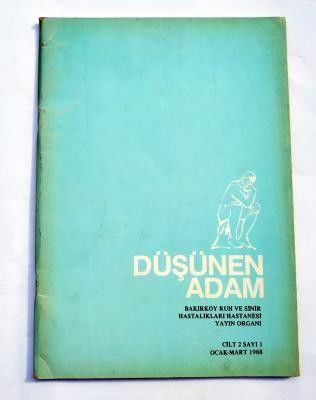 DÜŞÜNEN
ADAM
BAKIRKÖY RUH VE SİNİR
HASTALIKLARI HASTANESİ
YAYIN ORGANI
CİLT 2 SAYI 1
OCAK-MART 1988